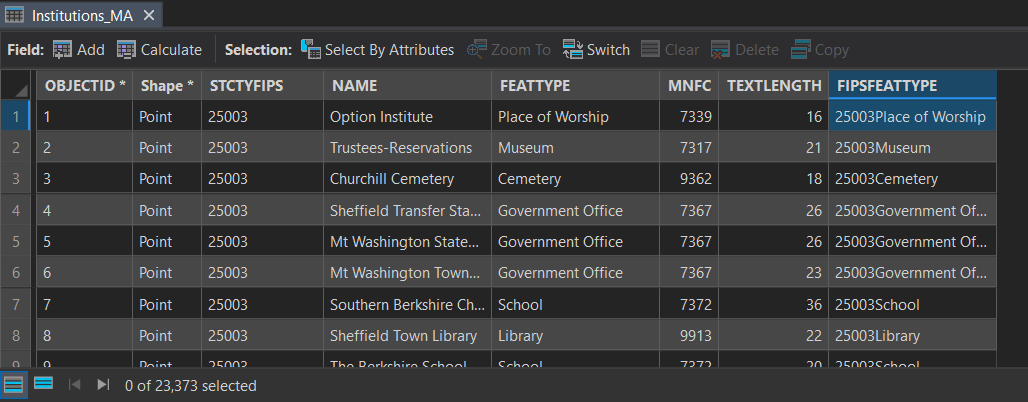 Institutions_MA
Field: Add Calculate Selection: Select By Attributes Zoom To Switch Clear Delete Copy
OBJECTID * Shape * STCTYFIPS NAME FEATTYPE MNFC TEXTLENGTH FIPSFEATTYPE
1 1 Point 25003 Option Institute Place of Worship 7339 16 25003Place of Worship
2 2 Point 25003 Trustees-Reservations Museum 7317 21 25003Museum
3 3 Point 25003 Churchill Cemetery Cemetery 9362 18 25003Cemetery
4 4 Point 25003 Sheffield Transfer Sta... Government Office 7367 26 25003Government Of...
5 5 Point 25003 Mt Washington State... Government Office 7367 26 25003Government Of...
6 6 Point 25003 Mt Washington Town... Government Office 7367 23 25003Government Of...
7 7 Point 25003 Southern Berkshire Ch... School 7372 36 25003School
8 8 Point 25003 Sheffield Town Library Library 9913 22 25003Library
9 9 Point 25003 The Berkshire School School 7372 20 25003School
0 of 23,373 selected